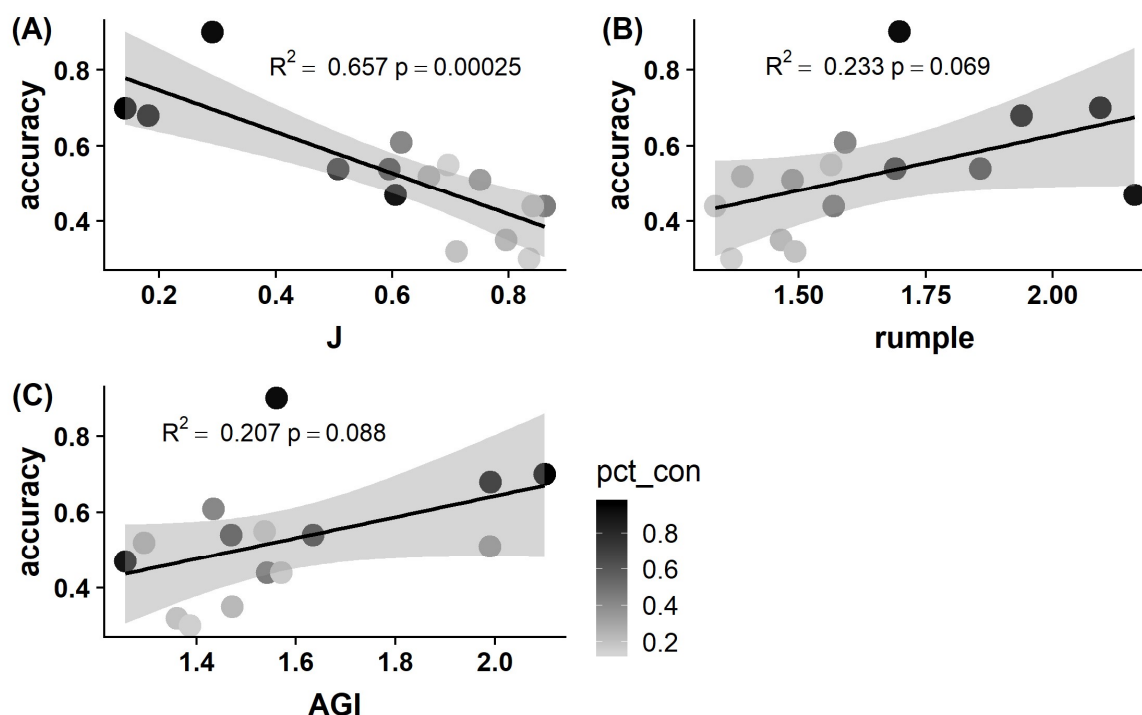 (A)
accuracy
R² = 0.657 p = 0.00025
0.8
0.6
0.4
0.2 0.4 0.6 0.8
J
(B)
accuracy
R² = 0.233 p = 0.069
0.8
0.6
0.4
1.50 1.75 2.00
rumple
(C)
accuracy
R² = 0.207 p = 0.088
0.8
0.6
0.4
1.4 1.6 1.8 2.0
AGI
pct_con
0.8
0.6
0.4
0.2